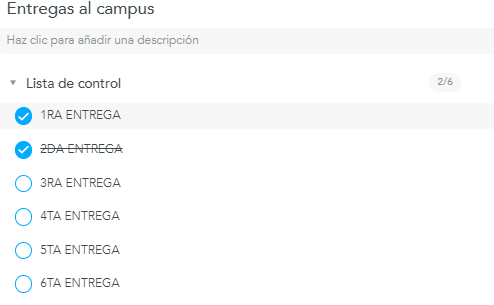 Entregas al campus
Haz clic para añadir una descripción
Lista de control 2/6
1RA ENTREGA
2DA ENTREGA
3RA ENTREGA
4TA ENTREGA
5TA ENTREGA
6TA ENTREGA